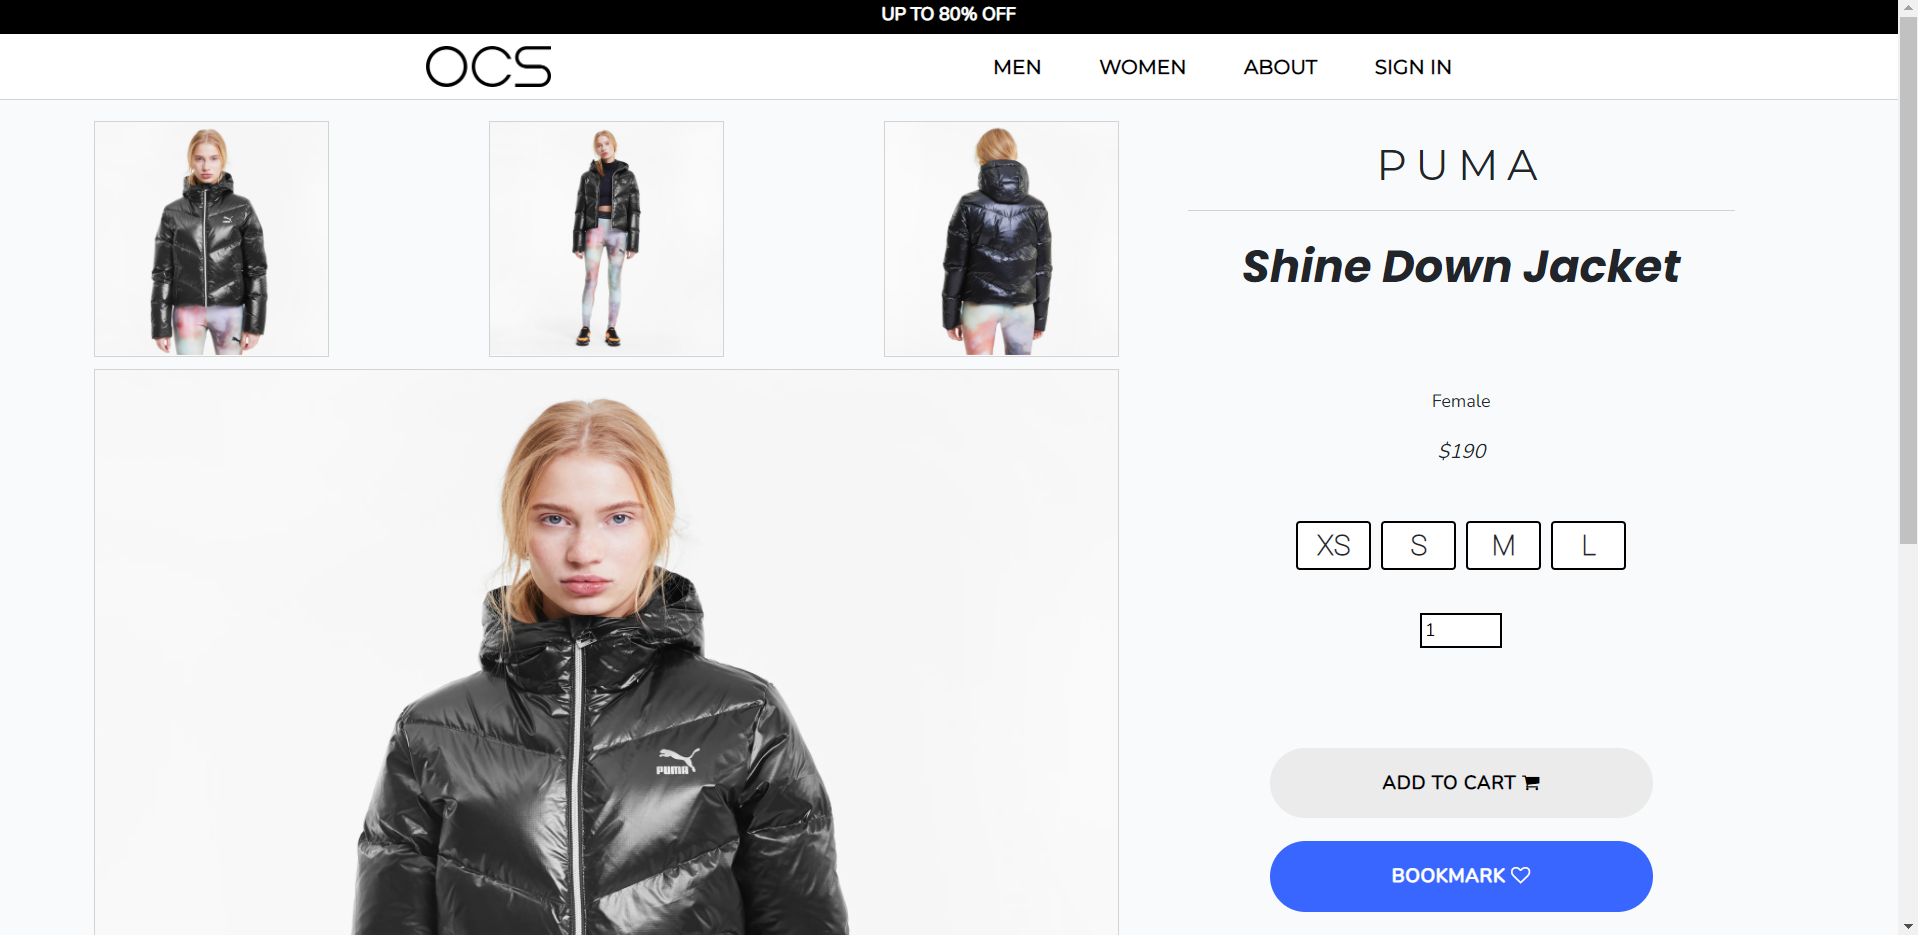 UP TO 80% OFF
OCS
MEN
WOMEN
ABOUT
SIGN IN
PUMA
Shine Down Jacket
Female
$190
XS
S
M
L
1
ADD TO CART
BOOKMARK
PUMA